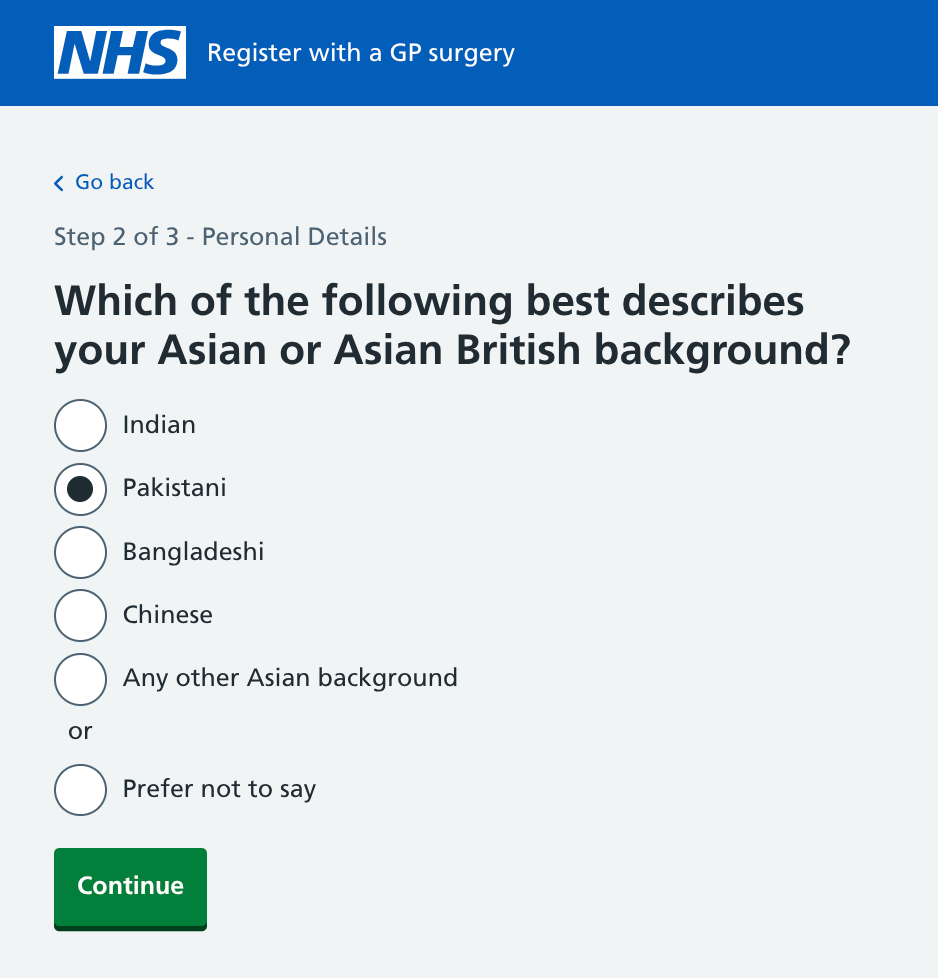 NHS Register with a GP surgery
Go back
Step 2 of 3 - Personal Details
Which of the following best describes
your Asian or Asian British background?
Indian
Pakistani
Bangladeshi
Chinese
Any other Asian background
or
Prefer not to say
Continue